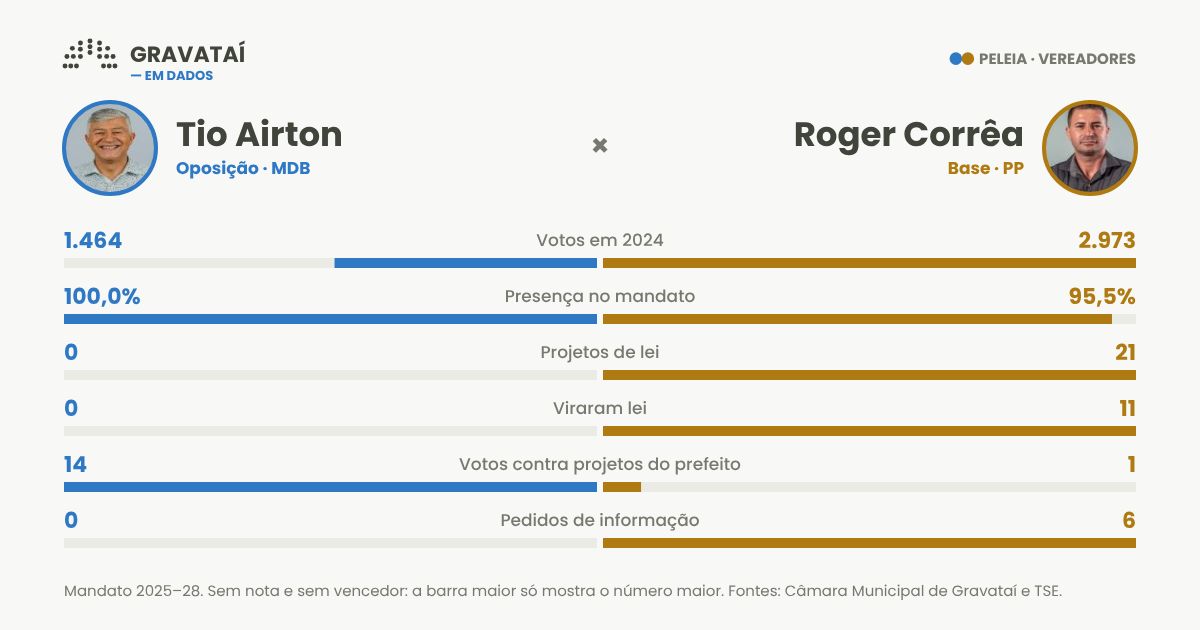 GRAVATAÍ
— EM DADOS
PELEIA · VEREADORES
Tio Airton
Oposição · MDB
×
Roger Corrêa
Base · PP
1.464 Votos em 2024 2.973
100,0% Presença no mandato 95,5%
0 Projetos de lei 21
0 Viraram lei 11
14 Votos contra projetos do prefeito 1
0 Pedidos de informação 6
Mandato 2025–28. Sem nota e sem vencedor: a barra maior só mostra o número maior. Fontes: Câmara Municipal de Gravataí e TSE.